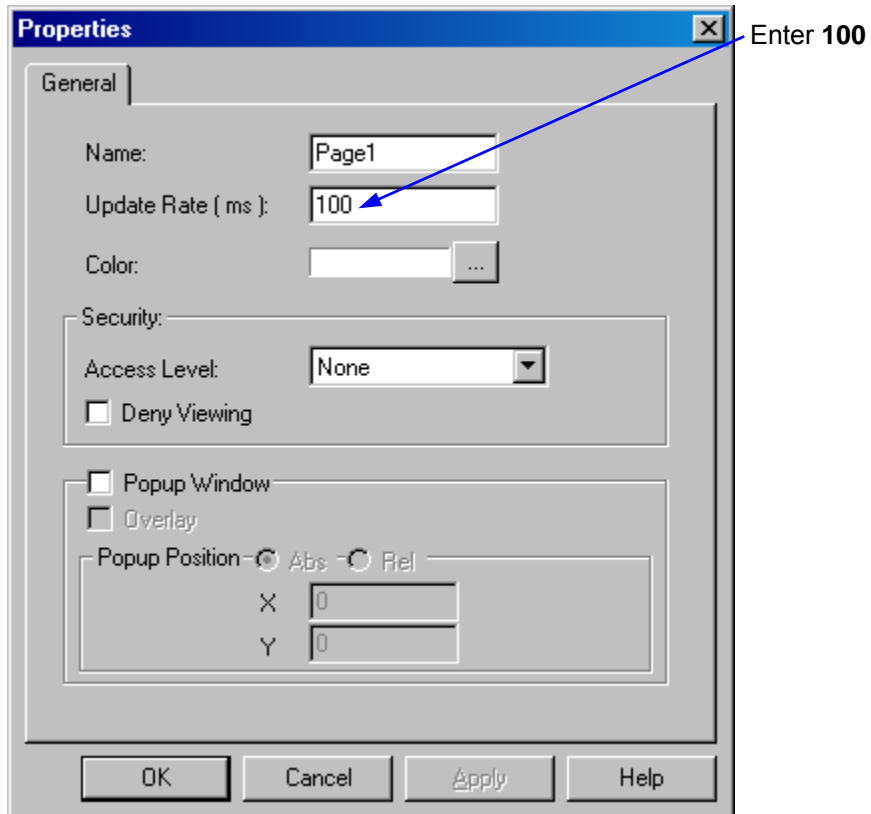 Properties
Enter 100
General
Name: Page1
Update Rate ( ms ): 100
Color: ...
Security:
Access Level: None
Deny Viewing
Popup Window
Overlay
Popup Position Abs Rel
X 0
Y 0
OK Cancel Apply Help